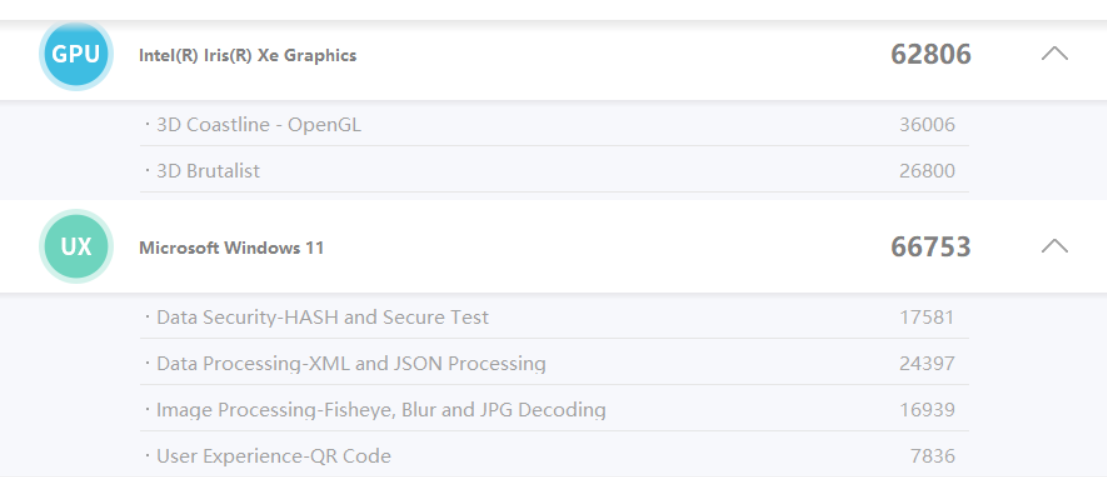 GPU Intel(R) Iris(R) Xe Graphics 62806
· 3D Coastline - OpenGL 36006
· 3D Brutalist 26800
UX Microsoft Windows 11 66753
· Data Security-HASH and Secure Test 17581
· Data Processing-XML and JSON Processing 24397
· Image Processing-Fisheye, Blur and JPG Decoding 16939
· User Experience-QR Code 7836